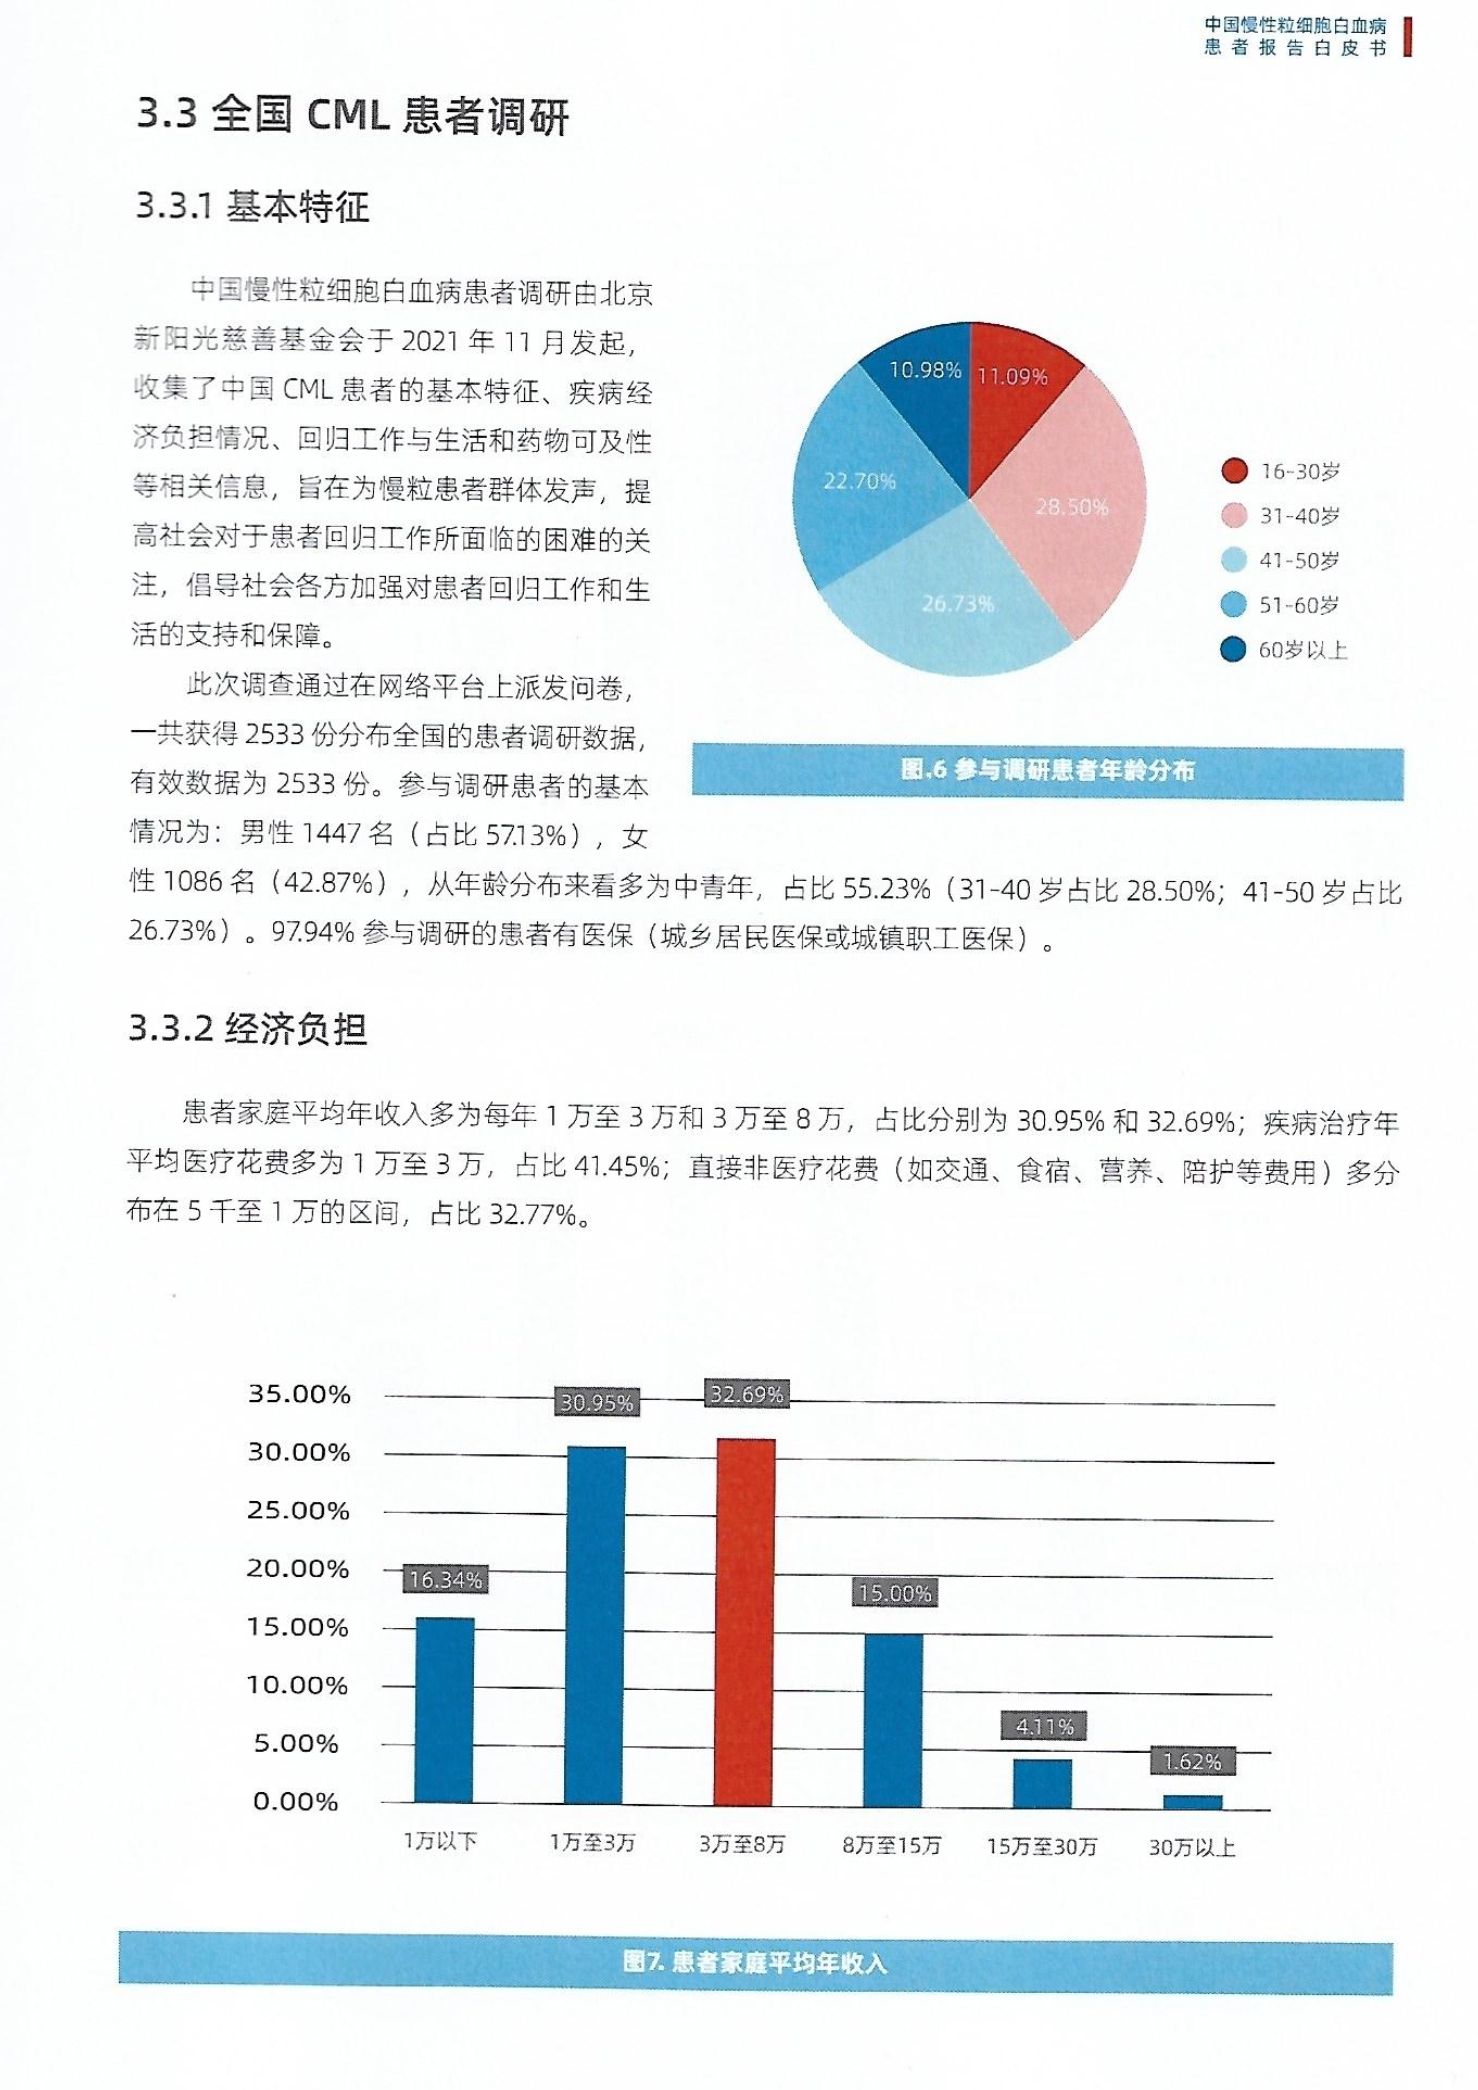 中国慢性粒细胞白血病
患者报告白皮书
3.3 全国 CML 患者调研
3.3.1 基本特征
中国慢性粒细胞白血病患者调研由北京
新阳光慈善基金会于 2021 年 11 月发起，
收集了中国 CML 患者的基本特征、疾病经
济负担情况、回归工作与生活和药物可及性
等相关信息，旨在为慢粒患者群体发声，提
高社会对于患者回归工作所面临的困难的关
注，倡导社会各方加强对患者回归工作和生
活的支持和保障。
此次调查通过在网络平台上派发问卷，
一共获得 2533 份分布全国的患者调研数据，
有效数据为 2533 份。参与调研患者的基本
情况为：男性 1447 名（占比 57.13%），女
性 1086 名（42.87%），从年龄分布来看多为中青年，占比 55.23%（31-40 岁占比 28.50%；41-50 岁占比
26.73%）。97.94% 参与调研的患者有医保（城乡居民医保或城镇职工医保）。
10.98%
11.09%
22.70%
28.50%
26.73%
16-30岁
31-40岁
41-50岁
51-60岁
60岁以上
图.6 参与调研患者年龄分布
3.3.2 经济负担
患者家庭平均年收入多为每年 1 万至 3 万和 3 万至 8 万，占比分别为 30.95% 和 32.69%；疾病治疗年
平均医疗花费多为 1 万至 3 万，占比 41.45%；直接非医疗花费（如交通、食宿、营养、陪护等费用）多分
布在 5 千至 1 万的区间，占比 32.77%。
35.00%
30.00%
25.00%
20.00%
15.00%
10.00%
5.00%
0.00%
16.34%
30.95%
32.69%
15.00%
4.11%
1.62%
1万以下
1万至3万
3万至8万
8万至15万
15万至30万
30万以上
图7. 患者家庭平均年收入